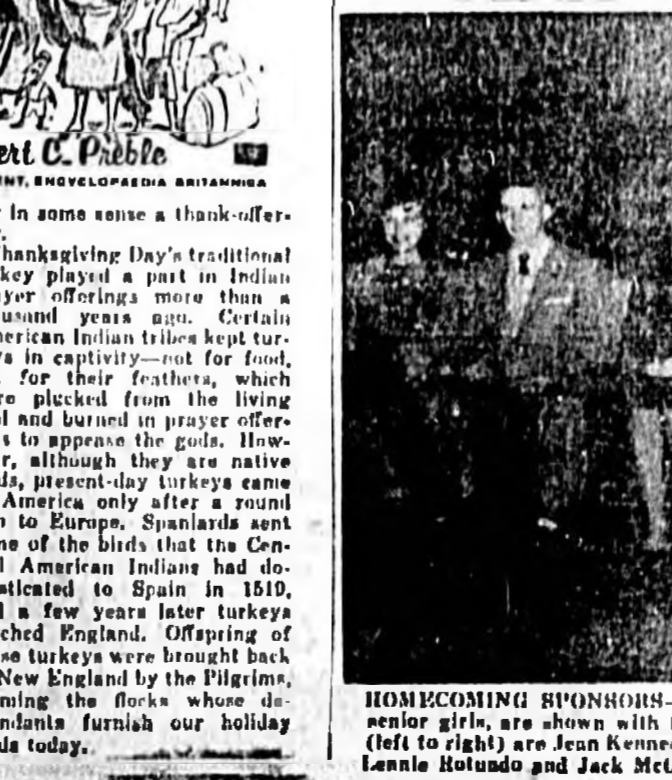 ert C. Preble
NT, ENCYCLOPAEDIA BRITANNICA
in some sense a thank-offer-
hanksgiving Day's traditional
key played a part in Indian
yer offerings more than a
usand years ago. Certain
merican Indian tribes kept tur-
s in captivity—not for food,
for their feathers, which
re plucked from the living
l and burned in prayer offer-
s to appease the gods. How-
r, although they are native
ds, present-day turkeys came
America only after a round
to Europe. Spaniards sent
me of the birds that the Cen-
l American Indians had do-
sticated to Spain in 1519,
d a few years later turkeys
ched England. Offspring of
se turkeys were brought back
New England by the Pilgrims,
ming the flocks whose de-
ndants furnish our holiday
ds today.
HOMECOMING SPONSORS—
senior girls, are shown with
(left to right) are Jean Kenne
Lennie Rotundo and Jack Mc